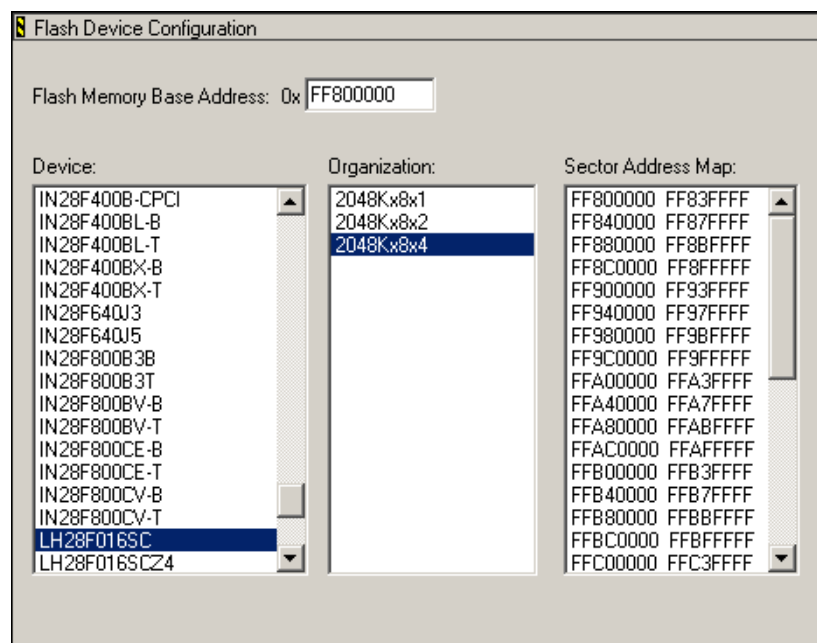 Flash Device Configuration
Flash Memory Base Address: 0x FF800000
Device:
IN28F400B-CPCI
IN28F400BL-B
IN28F400BL-T
IN28F400BX-B
IN28F400BX-T
IN28F640J3
IN28F640J5
IN28F800B3B
IN28F800B3T
IN28F800BV-B
IN28F800BV-T
IN28F800CE-B
IN28F800CE-T
IN28F800CV-B
IN28F800CV-T
LH28F016SC
LH28F016SCZ4
Organization:
2048Kx8x1
2048Kx8x2
2048Kx8x4
Sector Address Map:
FF800000 FF83FFFF
FF840000 FF87FFFF
FF880000 FF8BFFFF
FF8C0000 FF8FFFFF
FF900000 FF93FFFF
FF940000 FF97FFFF
FF980000 FF9BFFFF
FF9C0000 FF9FFFFF
FFA00000 FFA3FFFF
FFA40000 FFA7FFFF
FFA80000 FFABFFFF
FFAC0000 FFAFFFFF
FFB00000 FFB3FFFF
FFB40000 FFB7FFFF
FFB80000 FFBBFFFF
FFBC0000 FFBFFFFF
FFC00000 FFC3FFFF